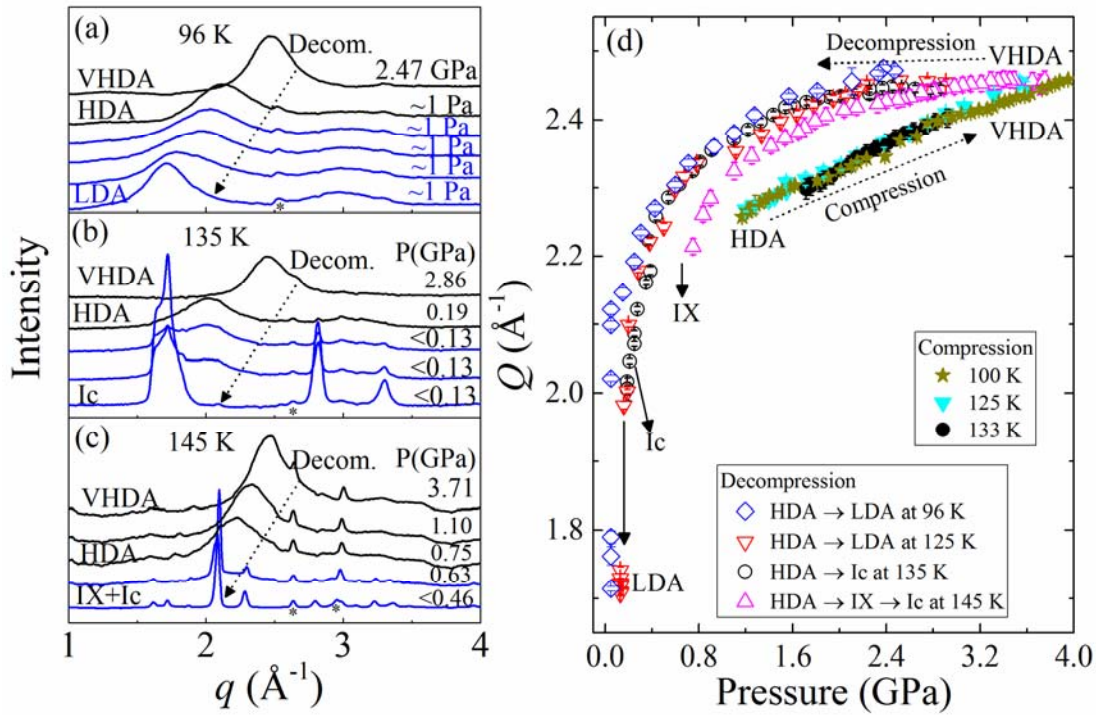 (a)
96 K
Decom.
VHDA
2.47 GPa
HDA
~1 Pa
~1 Pa
~1 Pa
~1 Pa
LDA
~1 Pa
*
(b)
135 K
P(GPa)
Decom.
VHDA
2.86
HDA
0.19
<0.13
<0.13
Ic
<0.13
*
(c)
145 K
P(GPa)
Decom.
3.71
VHDA
1.10
HDA
0.75
0.63
IX+Ic
<0.46
* *
1 2 3 4
q (Å-1)
Intensity
(d)
Decompression
VHDA
VHDA
Compression
HDA
IX
Ic
LDA
Compression
100 K
125 K
133 K
Decompression
HDA → LDA at 96 K
HDA → LDA at 125 K
HDA → Ic at 135 K
HDA → IX → Ic at 145 K
2.4
2.2
2.0
1.8
Q (Å-1)
0.0 0.8 1.6 2.4 3.2 4.0
Pressure (GPa)